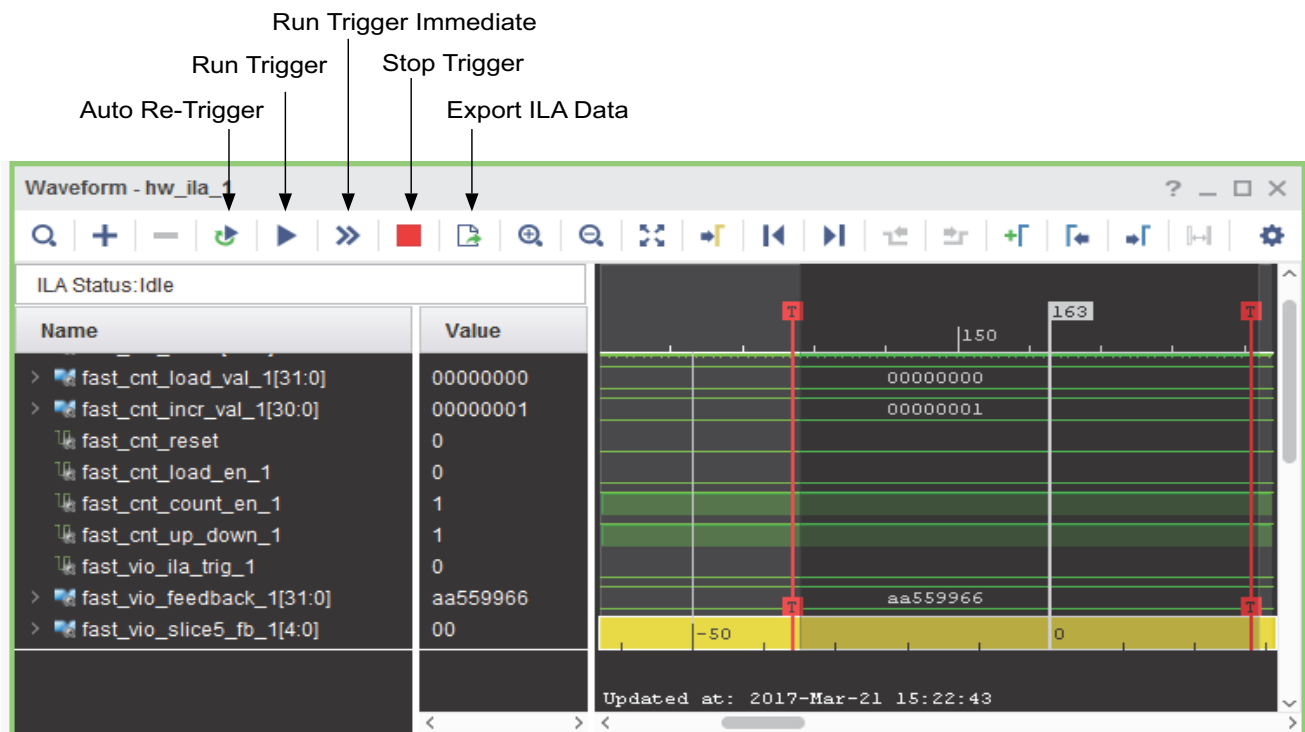 Run Trigger Immediate
Run Trigger
Stop Trigger
Auto Re-Trigger
Export ILA Data
Waveform - hw_ila_1
ILA Status:Idle
Name
Value
T
163
T
150
fast_cnt_load_val_1[31:0]
00000000
00000000
fast_cnt_incr_val_1[30:0]
00000001
00000001
fast_cnt_reset
0
fast_cnt_load_en_1
0
fast_cnt_count_en_1
1
fast_cnt_up_down_1
1
fast_vio_ila_trig_1
0
fast_vio_feedback_1[31:0]
aa559966
aa559966
T
T
fast_vio_slice5_fb_1[4:0]
00
-50
0
Updated at: 2017-Mar-21 15:22:43